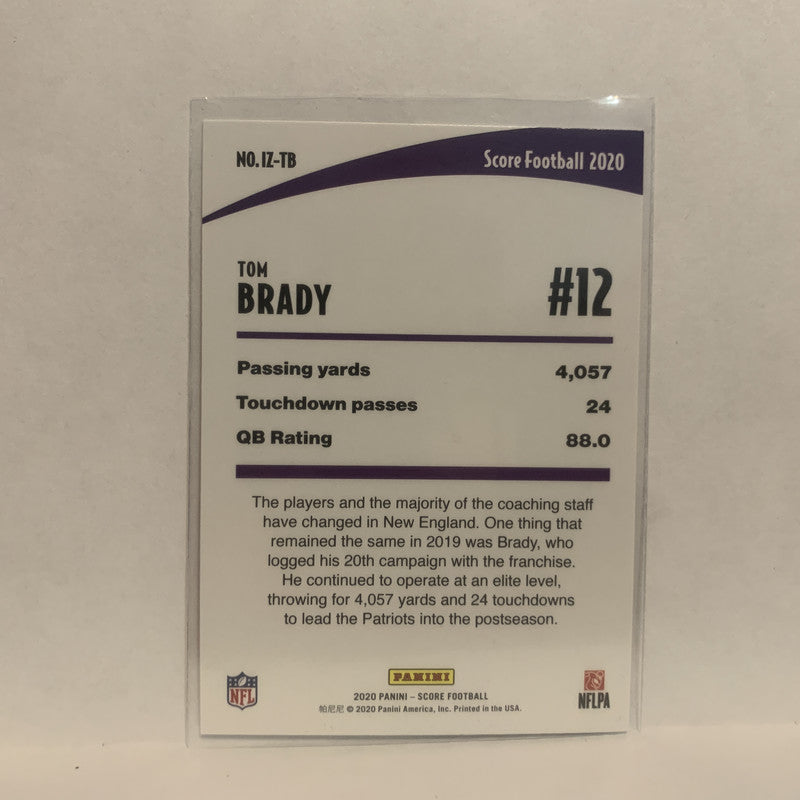 NO. IZ-TB
Score Football 2020
TOM
BRADY
#12
Passing yards 4,057
Touchdown passes 24
QB Rating 88.0
The players and the majority of the coaching staff
have changed in New England. One thing that
remained the same in 2019 was Brady, who
logged his 20th campaign with the franchise.
He continued to operate at an elite level,
throwing for 4,057 yards and 24 touchdowns
to lead the Patriots into the postseason.
NFL
PANINI
NFLPA
2020 PANINI – SCORE FOOTBALL
帕尼尼 © 2020 Panini America, Inc. Printed in the USA.